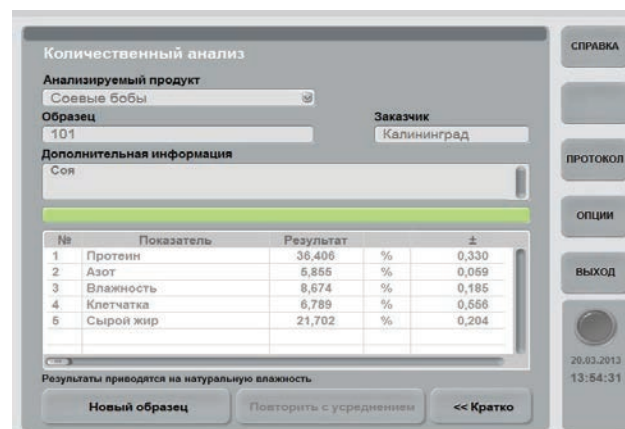 Количественный анализ
СПРАВКА
Анализируемый продукт
Соевые бобы
Образец Заказчик
101 Калининград
Дополнительная информация
Соя
ПРОТОКОЛ
ОПЦИИ
№ Показатель Результат ±
1 Протеин 36,406 % 0,330
2 Азот 5,855 % 0,059
3 Влажность 8,674 % 0,185
4 Клетчатка 6,789 % 0,556
5 Сырой жир 21,702 % 0,204
ВЫХОД
20.03.2013
13:54:31
Результаты приводятся на натуральную влажность
Новый образец Повторить с усреднением << Кратко